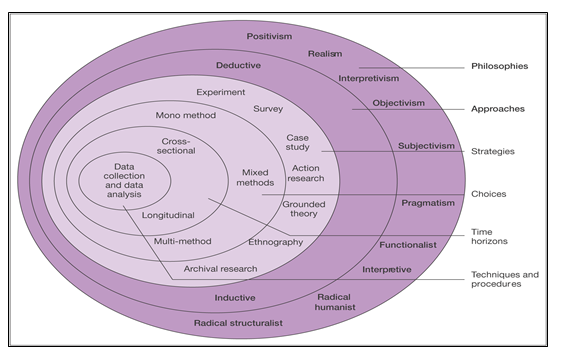 Positivism
Realism
Deductive
Interpretivism
Philosophies
Experiment
Objectivism
Approaches
Survey
Mono method
Cross-
sectional
Case
study
Subjectivism
Strategies
Data
collection
and data
analysis
Mixed
methods
Action
research
Choices
Pragmatism
Grounded
theory
Longitudinal
Time
horizons
Multi-method
Ethnography
Functionalist
Archival research
Interpretive
Techniques and
procedures
Inductive
Radical
humanist
Radical structuralist